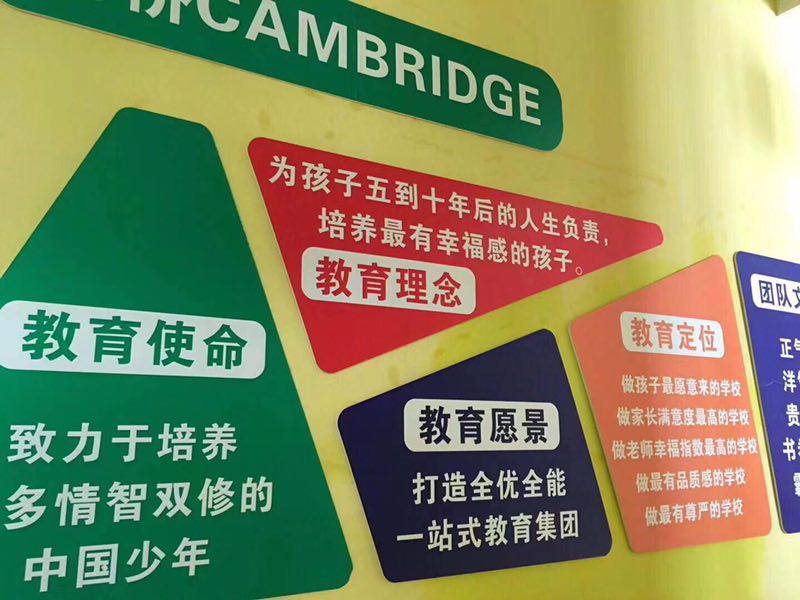 CAMBRIDGE
为孩子五到十年后的人生负责，
培养最有幸福感的孩子。
教育理念
教育使命
致力于培养
多情智双修的
中国少年
教育愿景
打造全优全能
一站式教育集团
教育定位
做孩子最愿意来的学校
做家长满意度最高的学校
做老师幸福指数最高的学校
做最有品质感的学校
做最有尊严的学校
团队
正
洋
贵
书